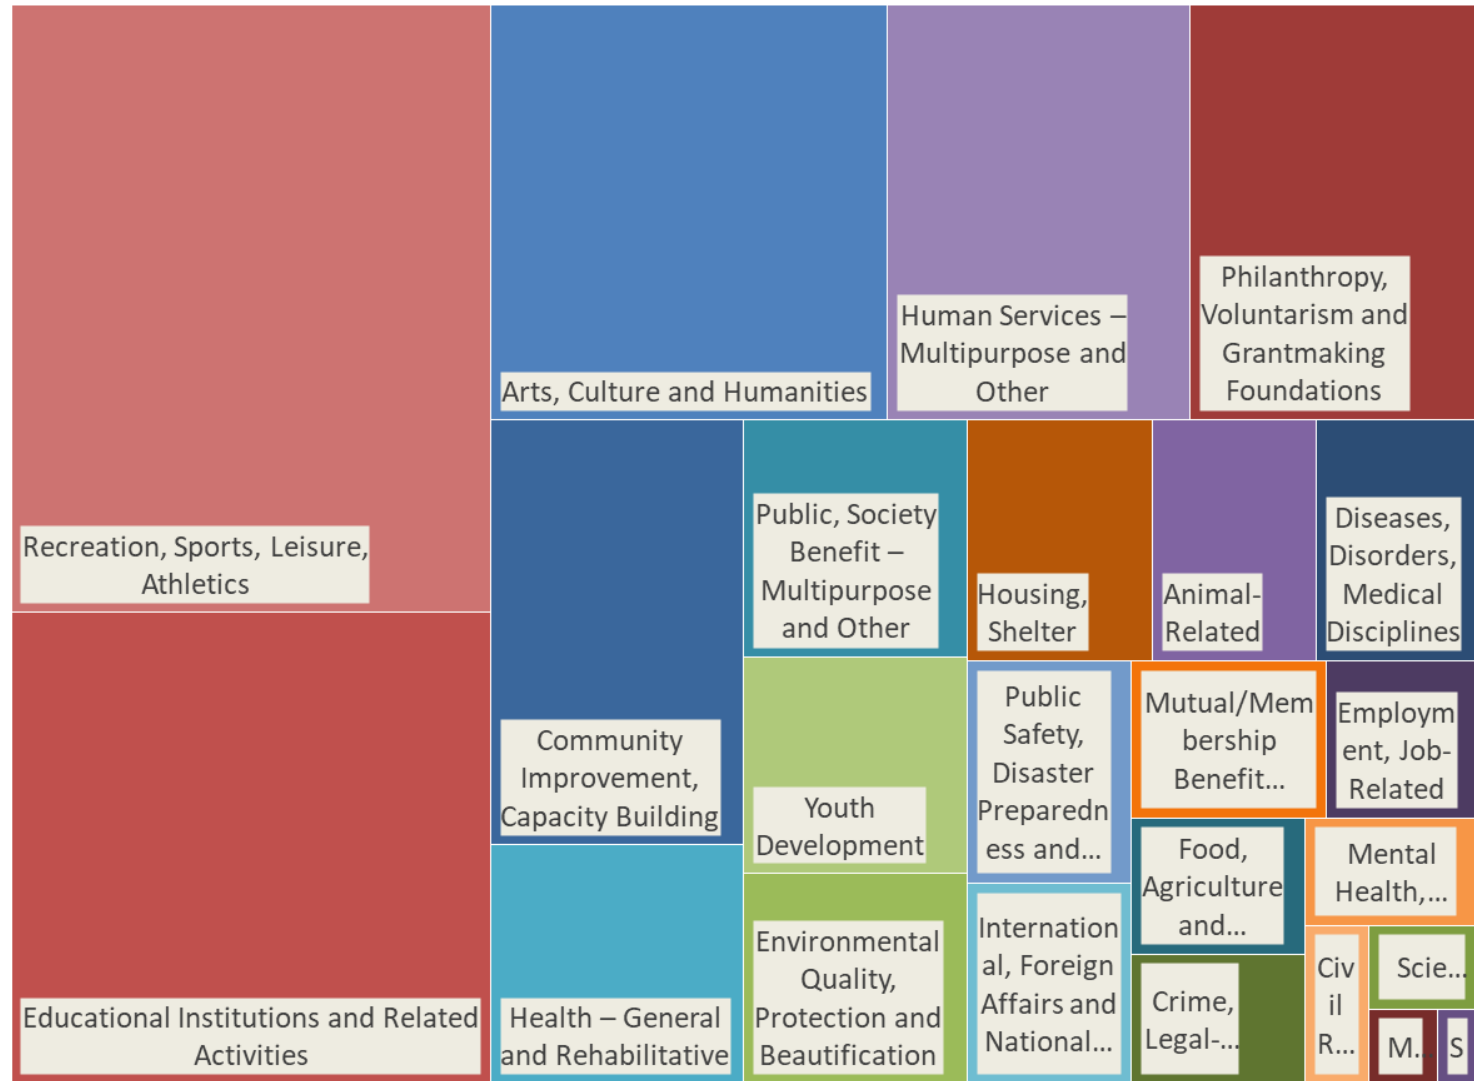 Recreation, Sports, Leisure,
Athletics
Educational Institutions and Related
Activities
Arts, Culture and Humanities
Human Services –
Multipurpose and
Other
Philanthropy,
Voluntarism and
Grantmaking
Foundations
Community
Improvement,
Capacity Building
Health – General
and Rehabilitative
Public, Society
Benefit –
Multipurpose
and Other
Youth
Development
Environmental
Quality,
Protection and
Beautification
Housing,
Shelter
Animal-
Related
Diseases,
Disorders,
Medical
Disciplines
Public
Safety,
Disaster
Preparedn
ess and...
Internation
al, Foreign
Affairs and
National...
Mutual/Mem
bership
Benefit...
Employm
ent, Job-
Related
Food,
Agriculture
and...
Crime,
Legal-...
Mental
Health,...
Civ
il
R...
Scie...
M...
S